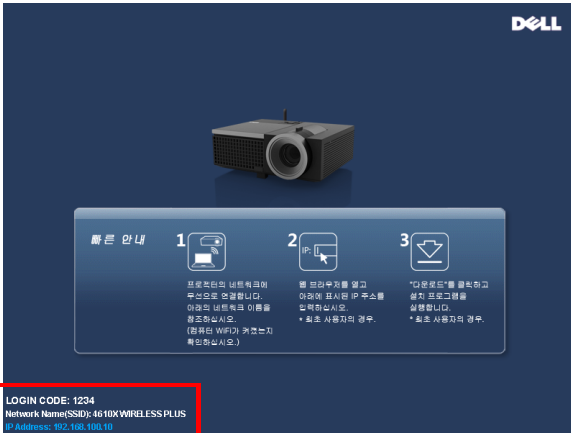 DELL
빠른 안내
1
IP:
2
3
프로젝터의 네트워크에
무선으로 연결합니다.
아래의 네트워크 이름을
참조하십시오.
(컴퓨터 WiFi가 켜졌는지
확인하십시오.)
웹 브라우저를 열고
아래에 표시된 IP 주소를
입력하십시오.
* 최초 사용자의 경우.
"다운로드"를 클릭하고
설치 프로그램을
실행합니다.
* 최초 사용자의 경우.
LOGIN CODE: 1234
Network Name(SSID): 4610X WIRELESS PLUS
IP Address: 192.168.100.10